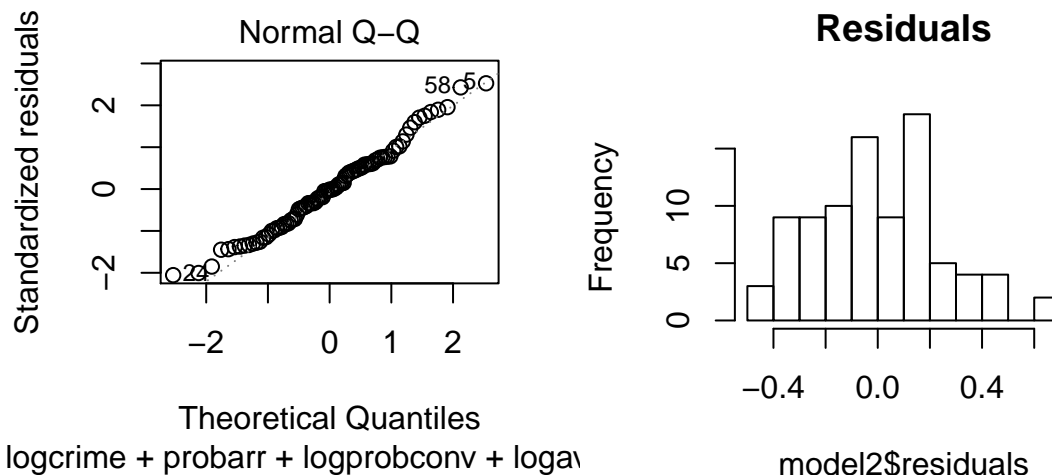 Normal Q−Q
Standardized residuals
2
0
−2
58
5
24
−2
0
1
2
Theoretical Quantiles
logcrime + probarr + logprobconv +
Residuals
Frequency
10
5
0
−0.4
0.0
0.4
model2$residuals